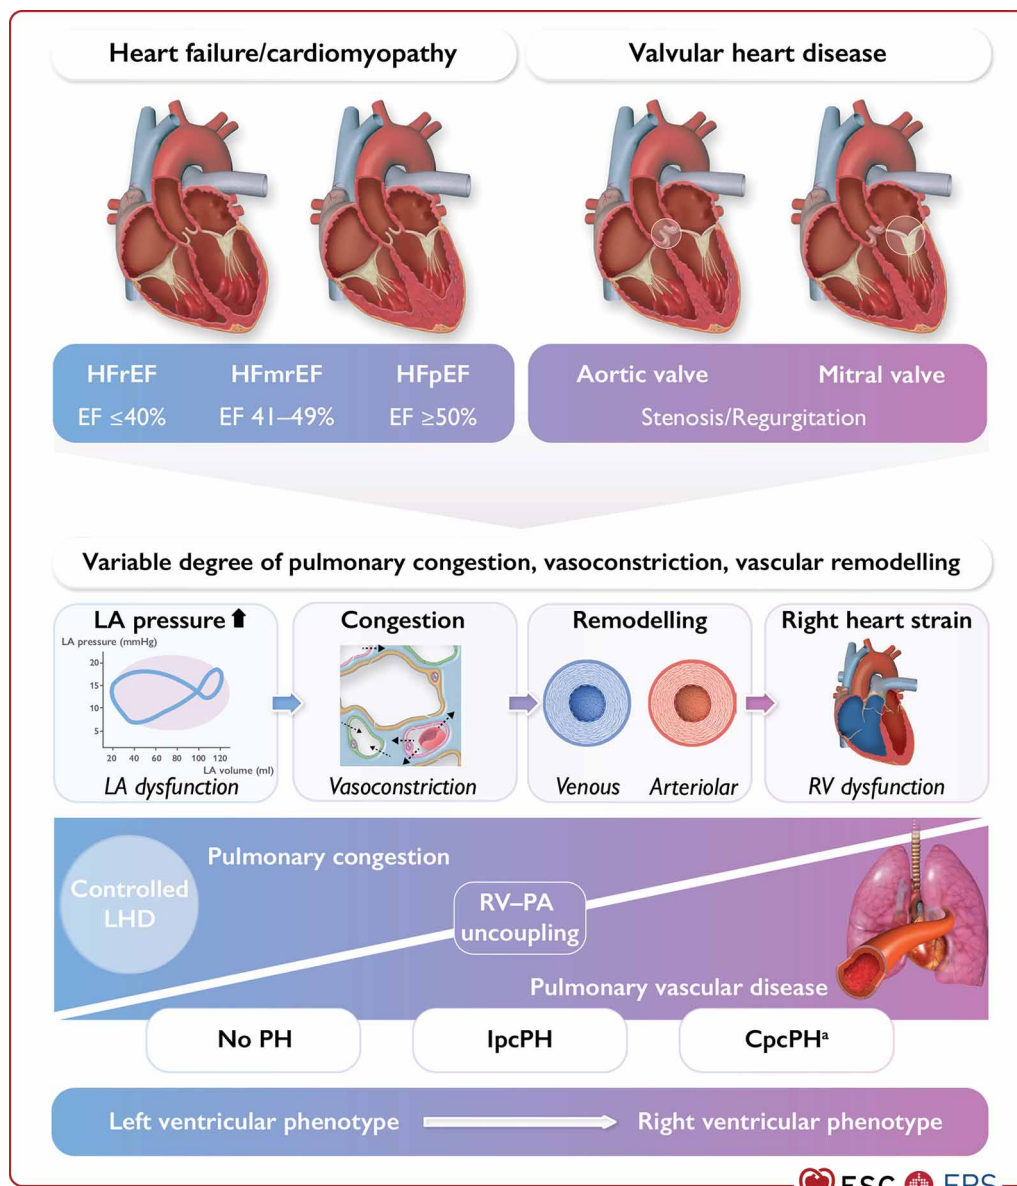 Heart failure/cardiomyopathy
Valvular heart disease
HFrEF
HFmrEF
HFpEF
EF ≤40%
EF 41–49%
EF ≥50%
Aortic valve
Mitral valve
Stenosis/Regurgitation
Variable degree of pulmonary congestion, vasoconstriction, vascular remodelling
LA pressure
LA pressure (mmHg)
20
15
10
5
20 40 60 80 100 120
LA volume (ml)
LA dysfunction
Congestion
Vasoconstriction
Remodelling
Venous
Arteriolar
Right heart strain
RV dysfunction
Controlled
LHD
Pulmonary congestion
RV–PA
uncoupling
Pulmonary vascular disease
No PH
IpcPH
CpcPHᵃ
Left ventricular phenotype
Right ventricular phenotype
ESC
ERS